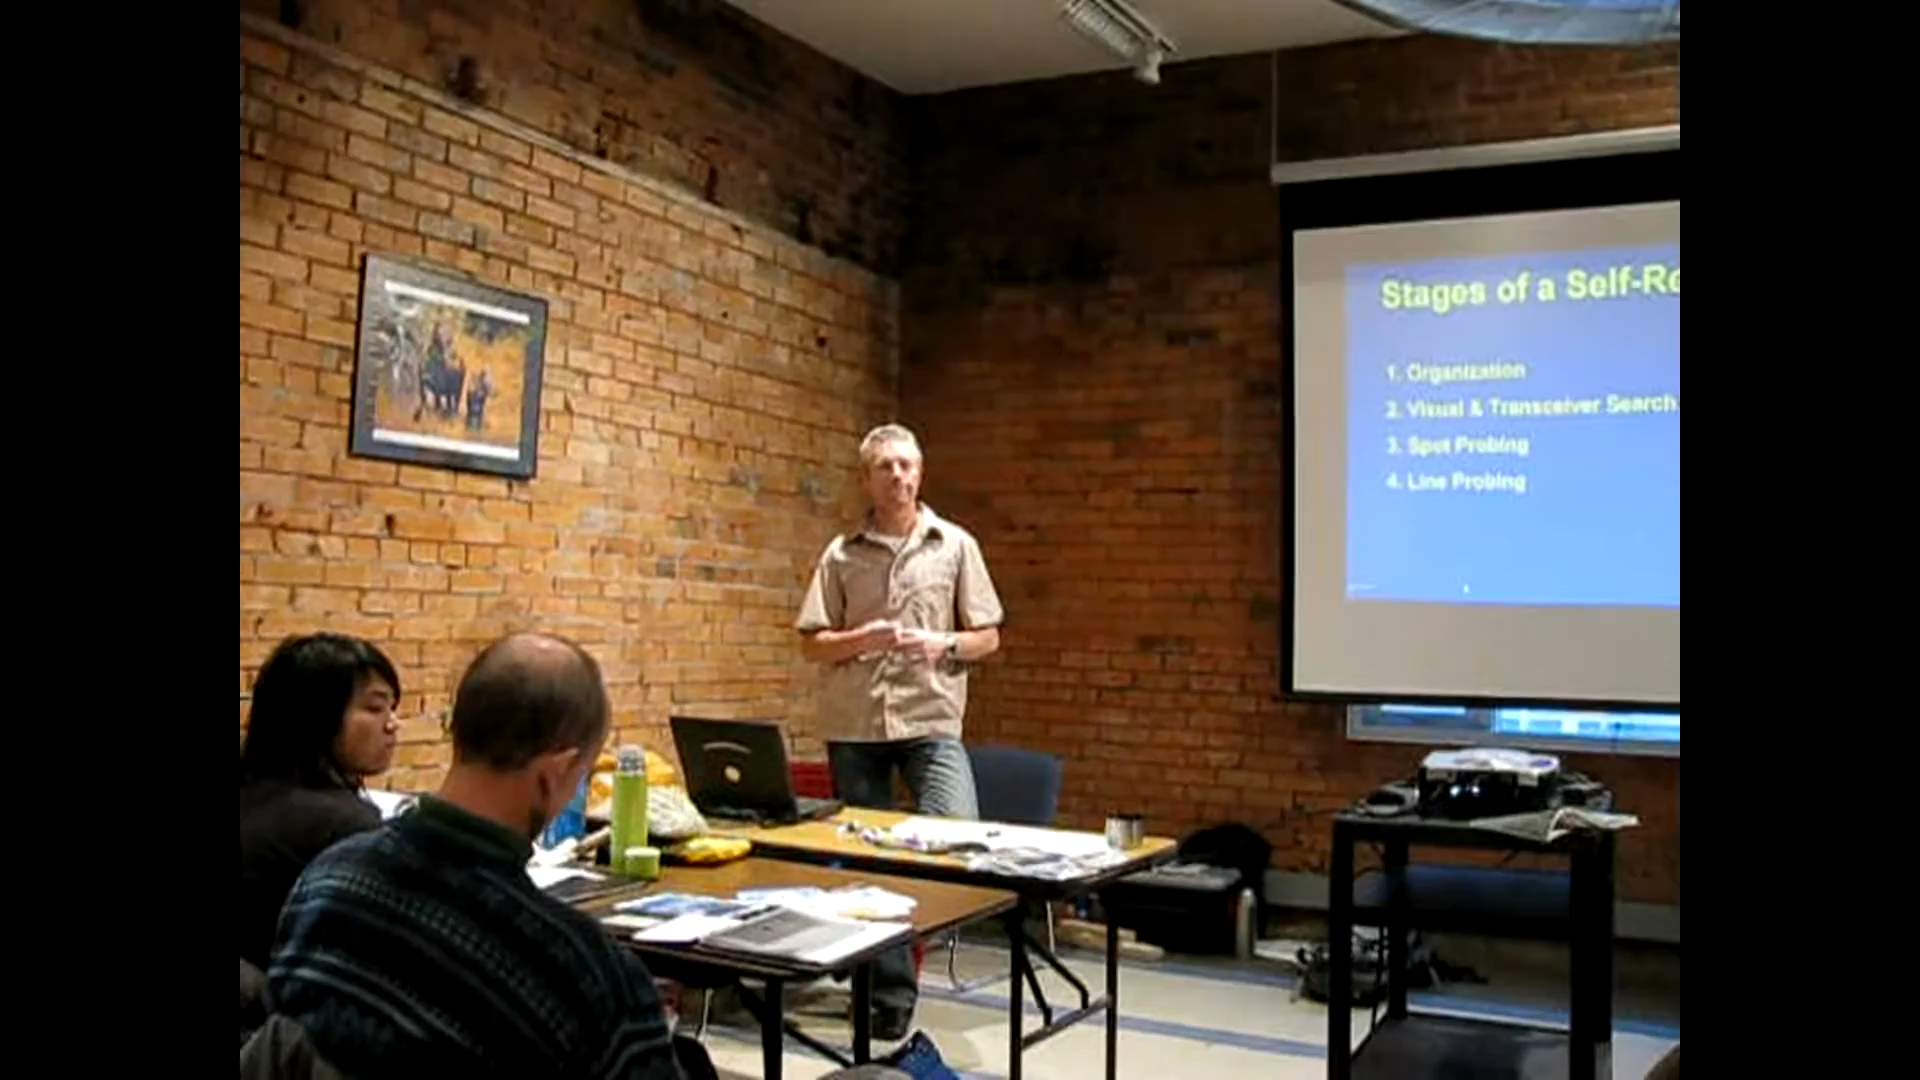 Stages of a Self-Re
1. Organization
2. Visual & Transceiver Search
3. Spot Probing
4. Line Probing